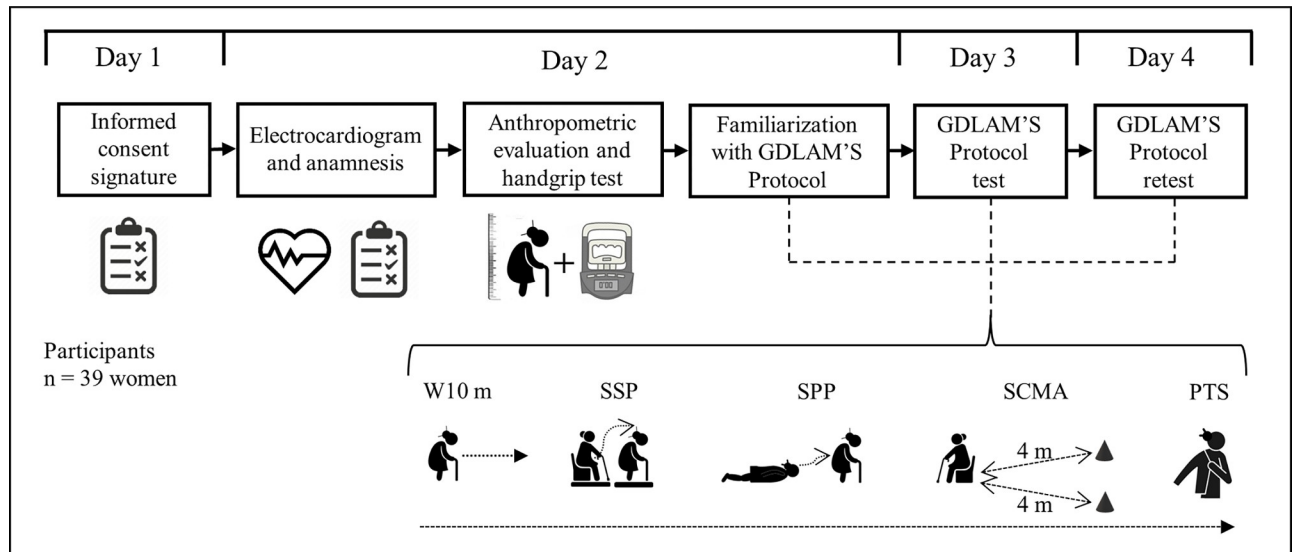 Day 1
Day 2
Day 3
Day 4
Informed
consent
signature
Electrocardiogram
and anamnesis
Anthropometric
evaluation and
handgrip test
Familiarization
with GDLAM'S
Protocol
GDLAM'S
Protocol
test
GDLAM'S
Protocol
retest
Participants
n = 39 women
W10 m
SSP
SPP
SCMA
PTS
4 m
4 m